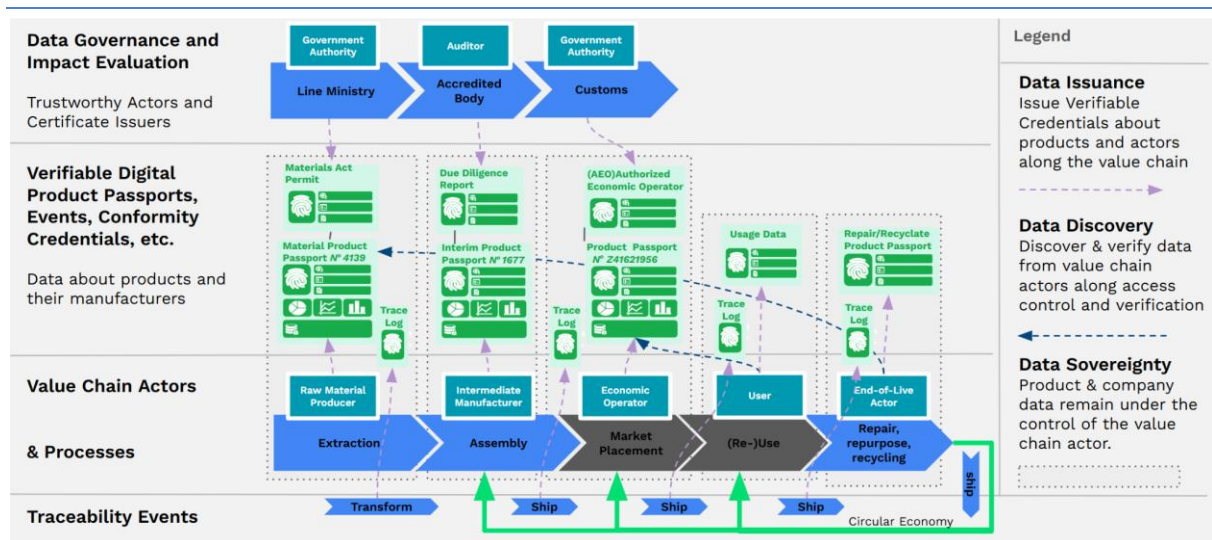 Data Governance and
Impact Evaluation
Trustworthy Actors and
Certificate Issuers
Government
Authority
Line Ministry
Auditor
Accredited
Body
Government
Authority
Customs
Legend
Data Issuance
Issue Verifiable
Credentials about
products and actors
along the value chain
Data Discovery
Discover & verify data
from value chain
actors along access
control and verification
Data Sovereignty
Product & company
data remain under the
control of the value
chain actor.
Verifiable Digital
Product Passports,
Events, Conformity
Credentials, etc.
Data about products and
their manufacturers
Materials Act
Permit
Material Product
Passport N° 4139
Trace
Log
Due Diligence
Report
Interim Product
Passport N° 1677
Trace
Log
(AEO)Authorized
Economic Operator
Product Passport
N° Z41621956
Usage Data
Trace
Log
Repair/Recyclate
Product Passport
Trace
Log
Value Chain Actors
& Processes
Raw Material
Producer
Extraction
Intermediate
Manufacturer
Assembly
Economic
Operator
Market
Placement
User
(Re-)Use
End-of-Live
Actor
Repair,
repurpose,
recycling
ship
Traceability Events
Transform
Ship
Ship
Ship
Circular Economy